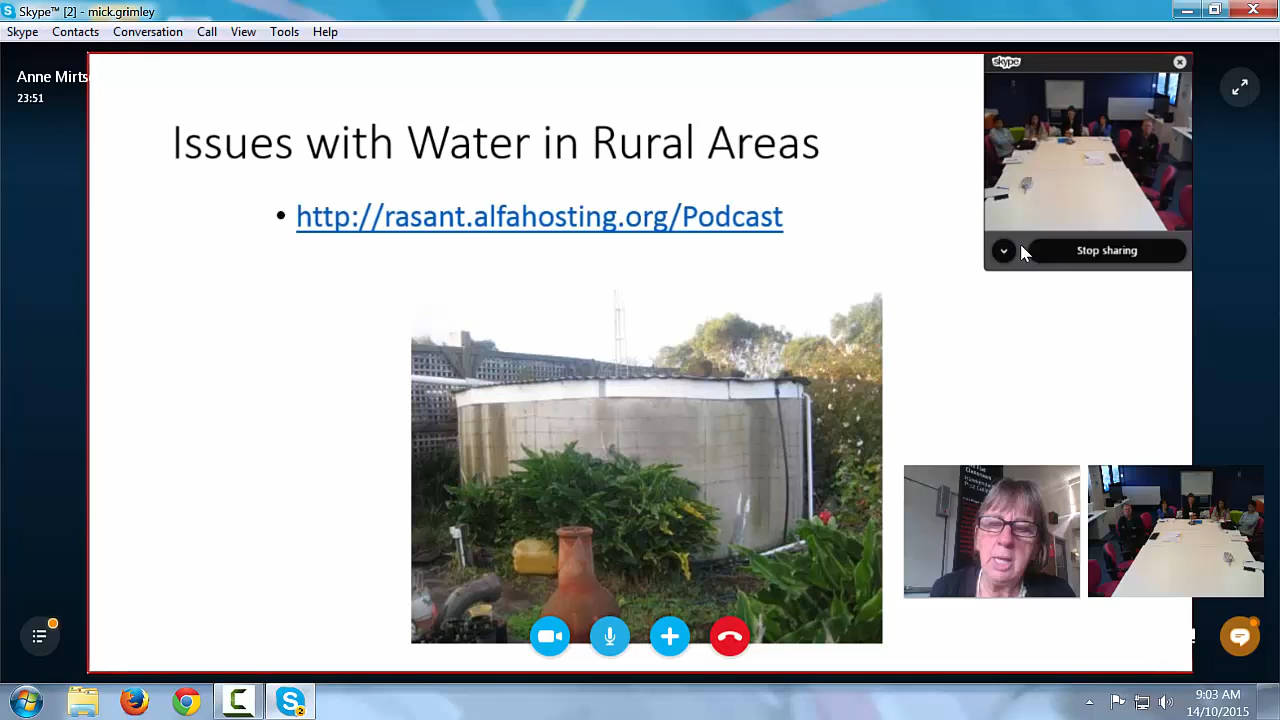 Skype™ [2] - mick.grimley
Skype Contacts Conversation Call View Tools Help
Anne Mirts
23:51
skype
Issues with Water in Rural Areas
• http://rasant.alfahosting.org/Podcast
Stop sharing
9:03 AM
14/10/2015